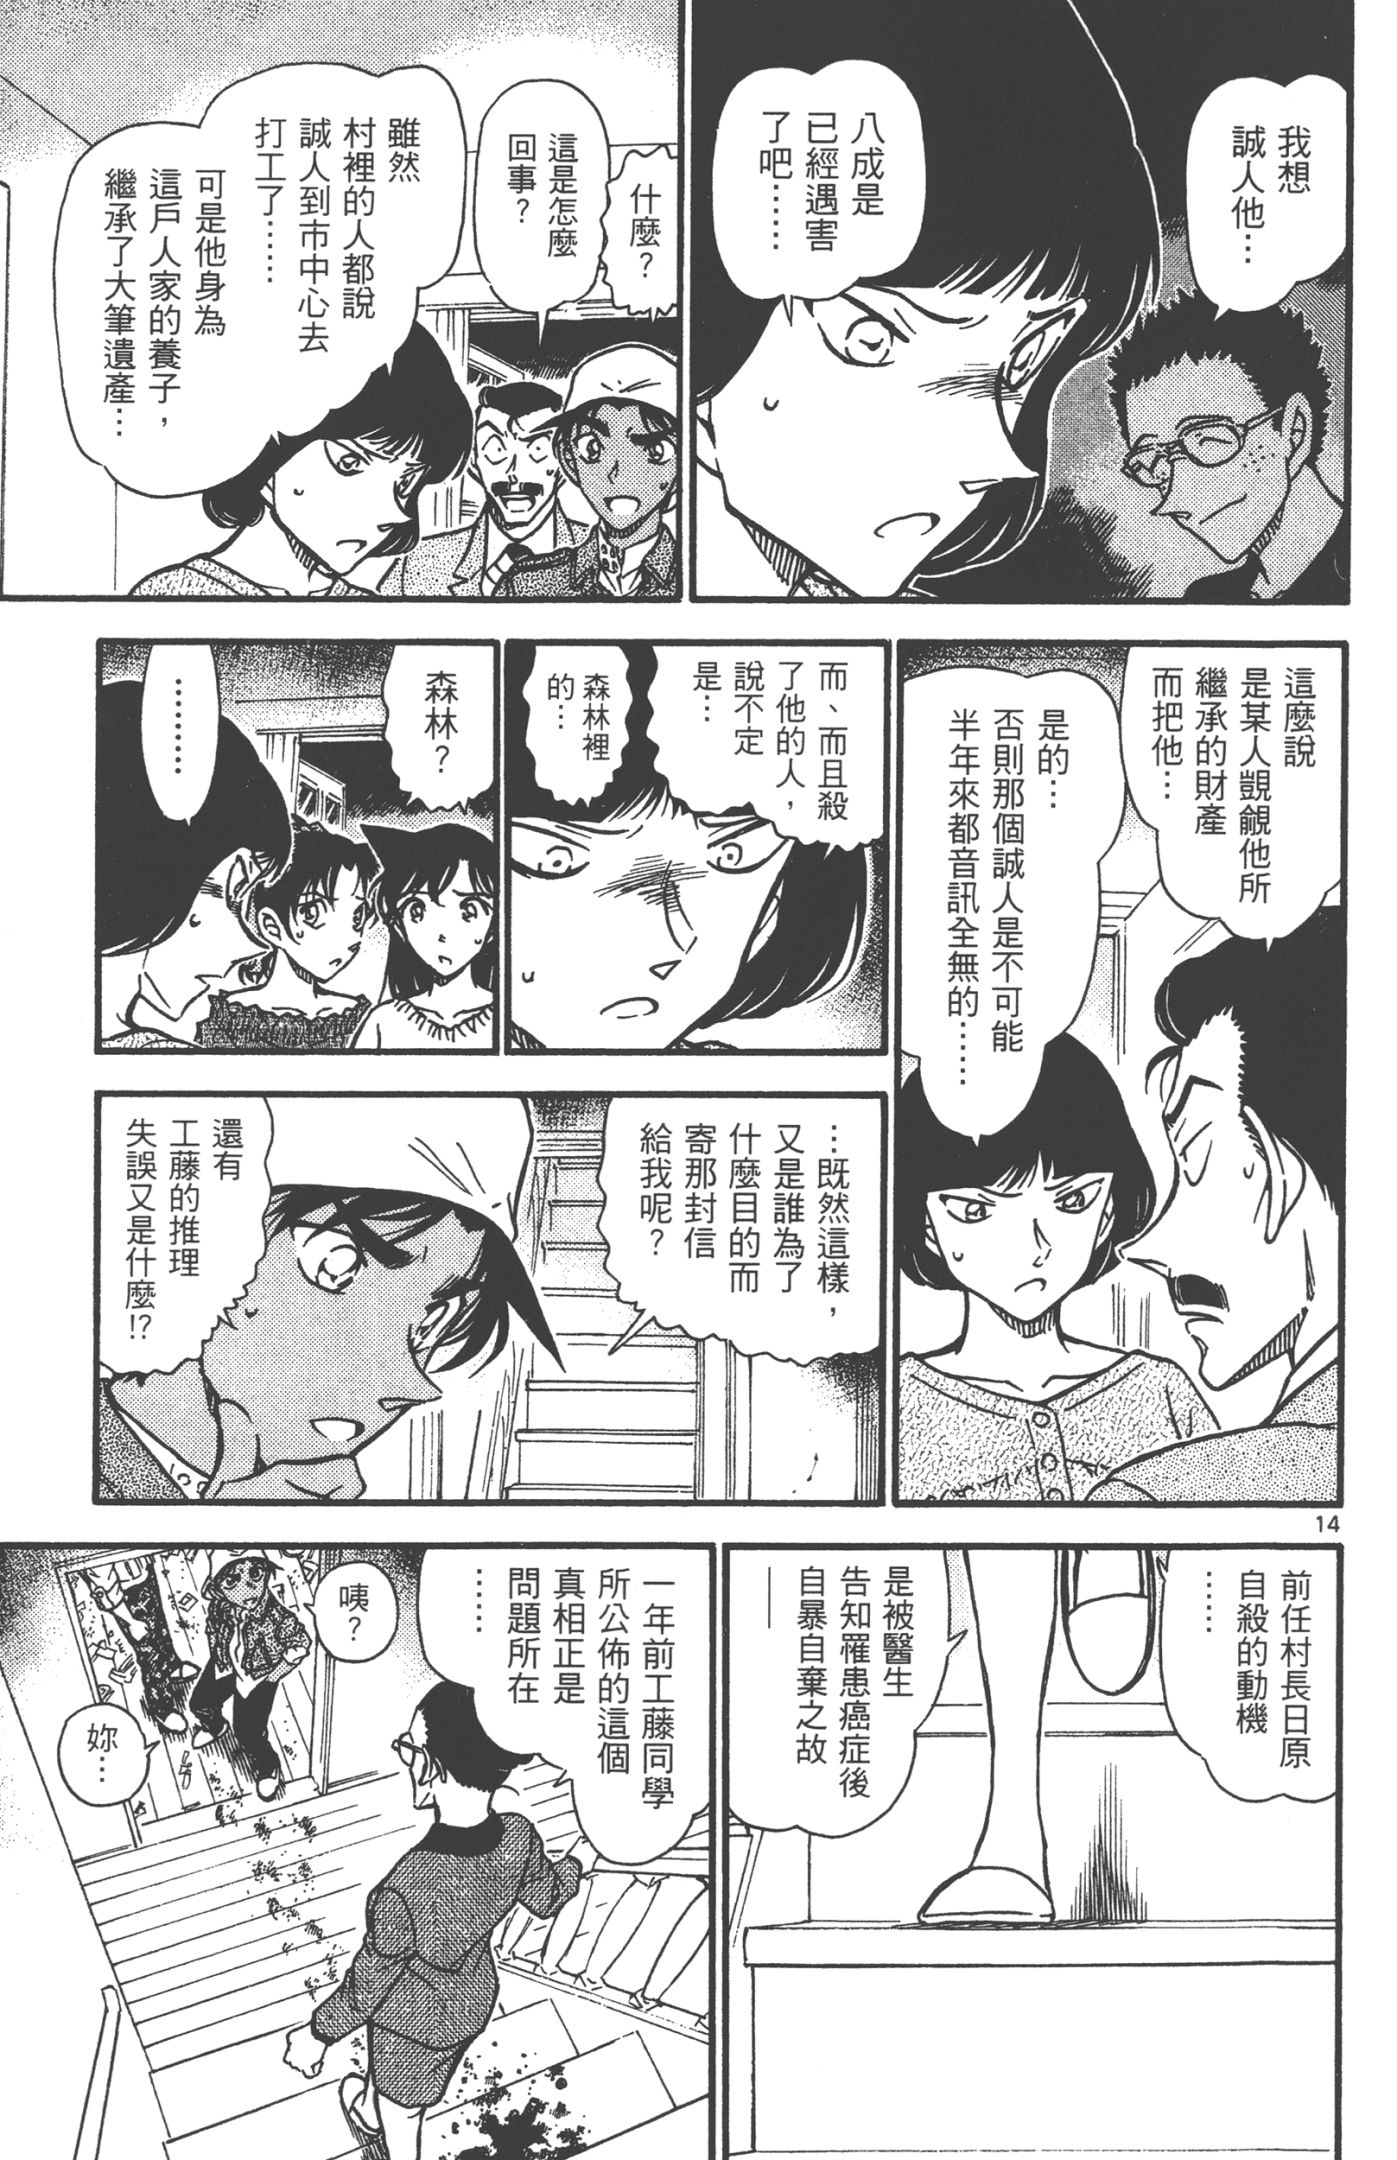 我想
誠人他…
八成是
已經遇害
了吧……
什麼？
這是怎麼
回事？
雖然
村裡的人都說
誠人到市中心去
打工了……
可是他身為
這戶人家的養子，
繼承了大筆遺產…
這麼說
是某人覬覦他所
繼承的財產
而把他…
是的…
否則那個誠人是不可能
半年來都音訊全無的……
而、而且殺
了他的人，
說不定
是…
森林裡
的…
森林？
………
…既然這樣，
又是誰為了
什麼目的而
寄那封信
給我呢？
還有
工藤的推理
失誤又是什麼!?
14
前任村長日原
自殺的動機
……
是被醫生
告知罹患癌症後
自暴自棄之故
──
一年前工藤同學
所公佈的這個
真相正是
問題所在
……
咦？
妳…